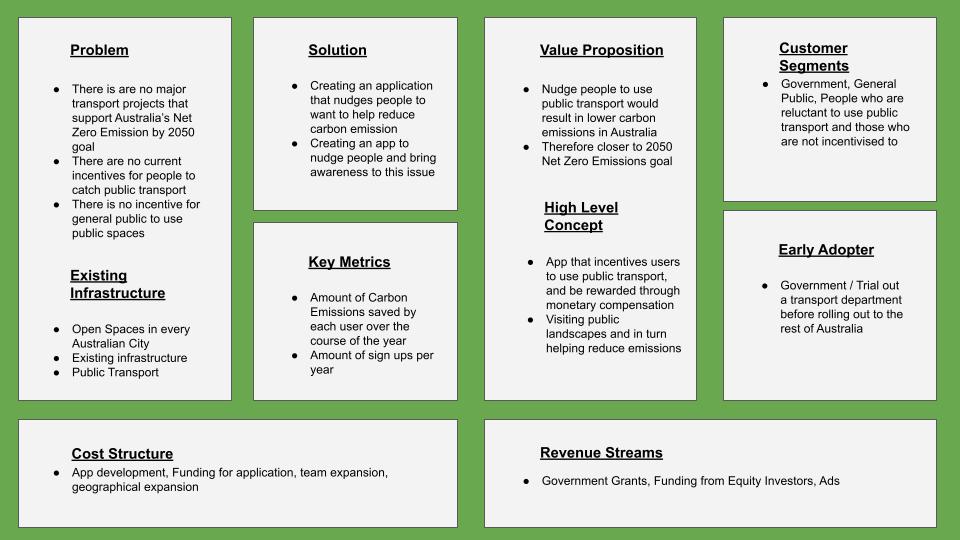 Problem
● There is are no major
transport projects that
support Australia's Net
Zero Emission by 2050
goal
● There are no current
incentives for people to
catch public transport
● There is no incentive for
general public to use
public spaces
Existing
Infrastructure
● Open Spaces in every
Australian City
● Existing infrastructure
● Public Transport
Solution
● Creating an application
that nudges people to
want to help reduce
carbon emission
● Creating an app to
nudge people and bring
awareness to this issue
Key Metrics
● Amount of Carbon
Emissions saved by
each user over the
course of the year
● Amount of sign ups per
year
Value Proposition
● Nudge people to use
public transport would
result in lower carbon
emissions in Australia
● Therefore closer to 2050
Net Zero Emissions goal
High Level
Concept
● App that incentives users
to use public transport,
and be rewarded through
monetary compensation
● Visiting public
landscapes and in turn
helping reduce emissions
Customer
Segments
● Government, General
Public, People who are
reluctant to use public
transport and those who
are not incentivised to
Early Adopter
● Government / Trial out
a transport department
before rolling out to the
rest of Australia
Cost Structure
● App development, Funding for application, team expansion,
geographical expansion
Revenue Streams
● Government Grants, Funding from Equity Investors, Ads